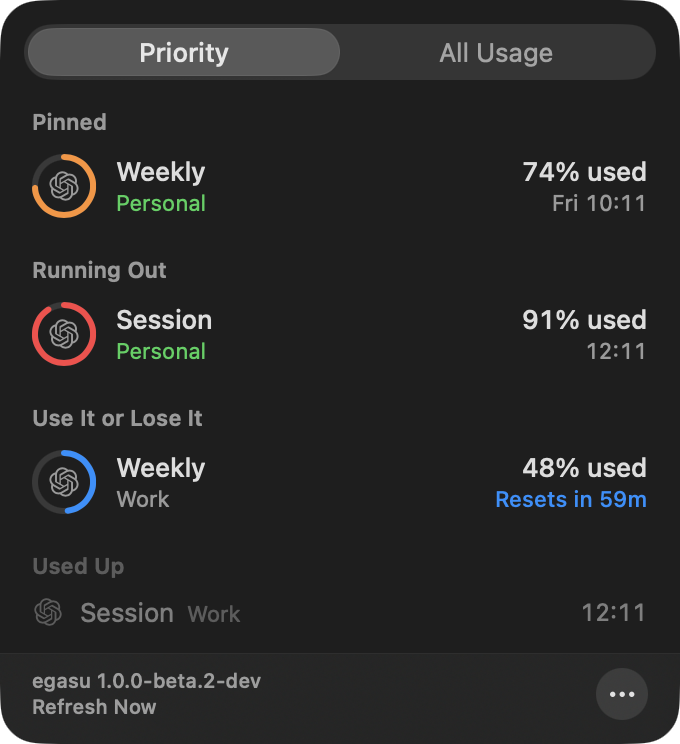 Priority
All Usage
Pinned
Weekly
74% used
Personal
Fri 10:11
Running Out
Session
91% used
Personal
12:11
Use It or Lose It
Weekly
48% used
Work
Resets in 59m
Used Up
Session Work
12:11
egasu 1.0.0-beta.2-dev
Refresh Now